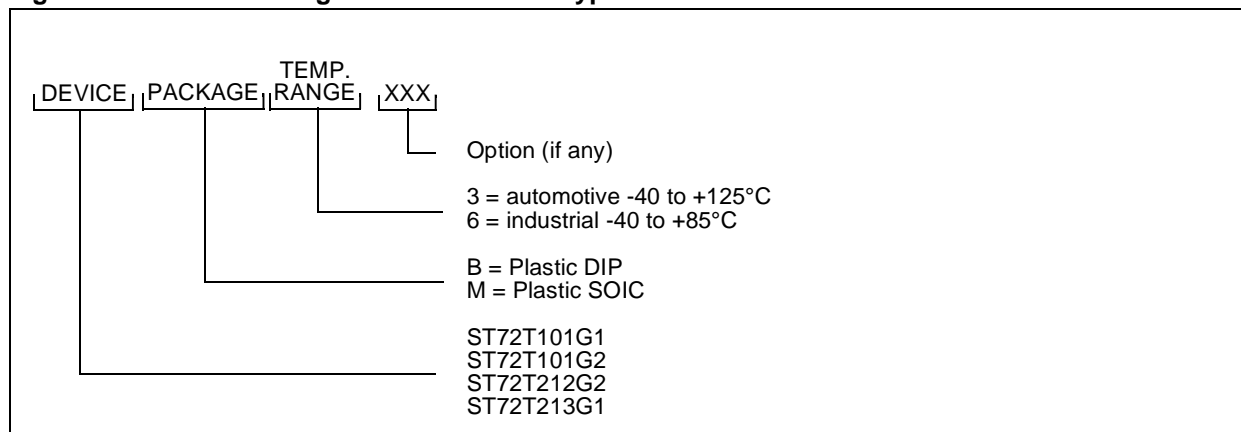 TEMP.
DEVICE PACKAGE RANGE XXX
Option (if any)
3 = automotive -40 to +125°C
6 = industrial -40 to +85°C
B = Plastic DIP
M = Plastic SOIC
ST72T101G1
ST72T101G2
ST72T212G2
ST72T213G1